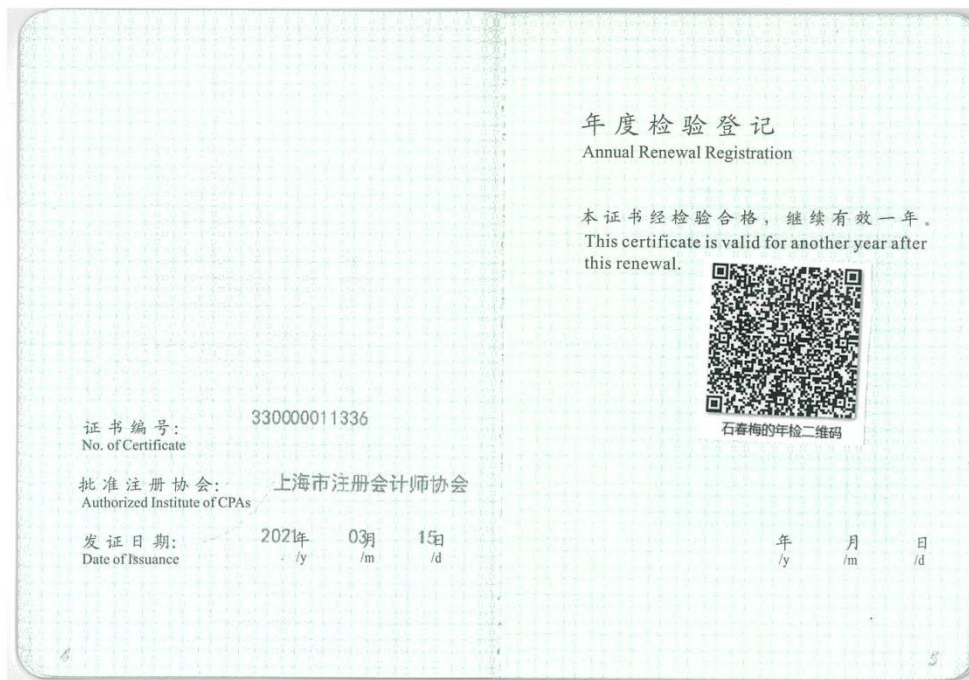 证书编号: 330000011336
No. of Certificate
批准注册协会: 上海市注册会计师协会
Authorized Institute of CPAs
发证日期: 2021年 03月 15日
Date of Issuance /y /m /d
4
年度检验登记
Annual Renewal Registration
本证书经检验合格，继续有效一年。
This certificate is valid for another year after
this renewal.
石春梅的年检二维码
年 月 日
/y /m /d
5